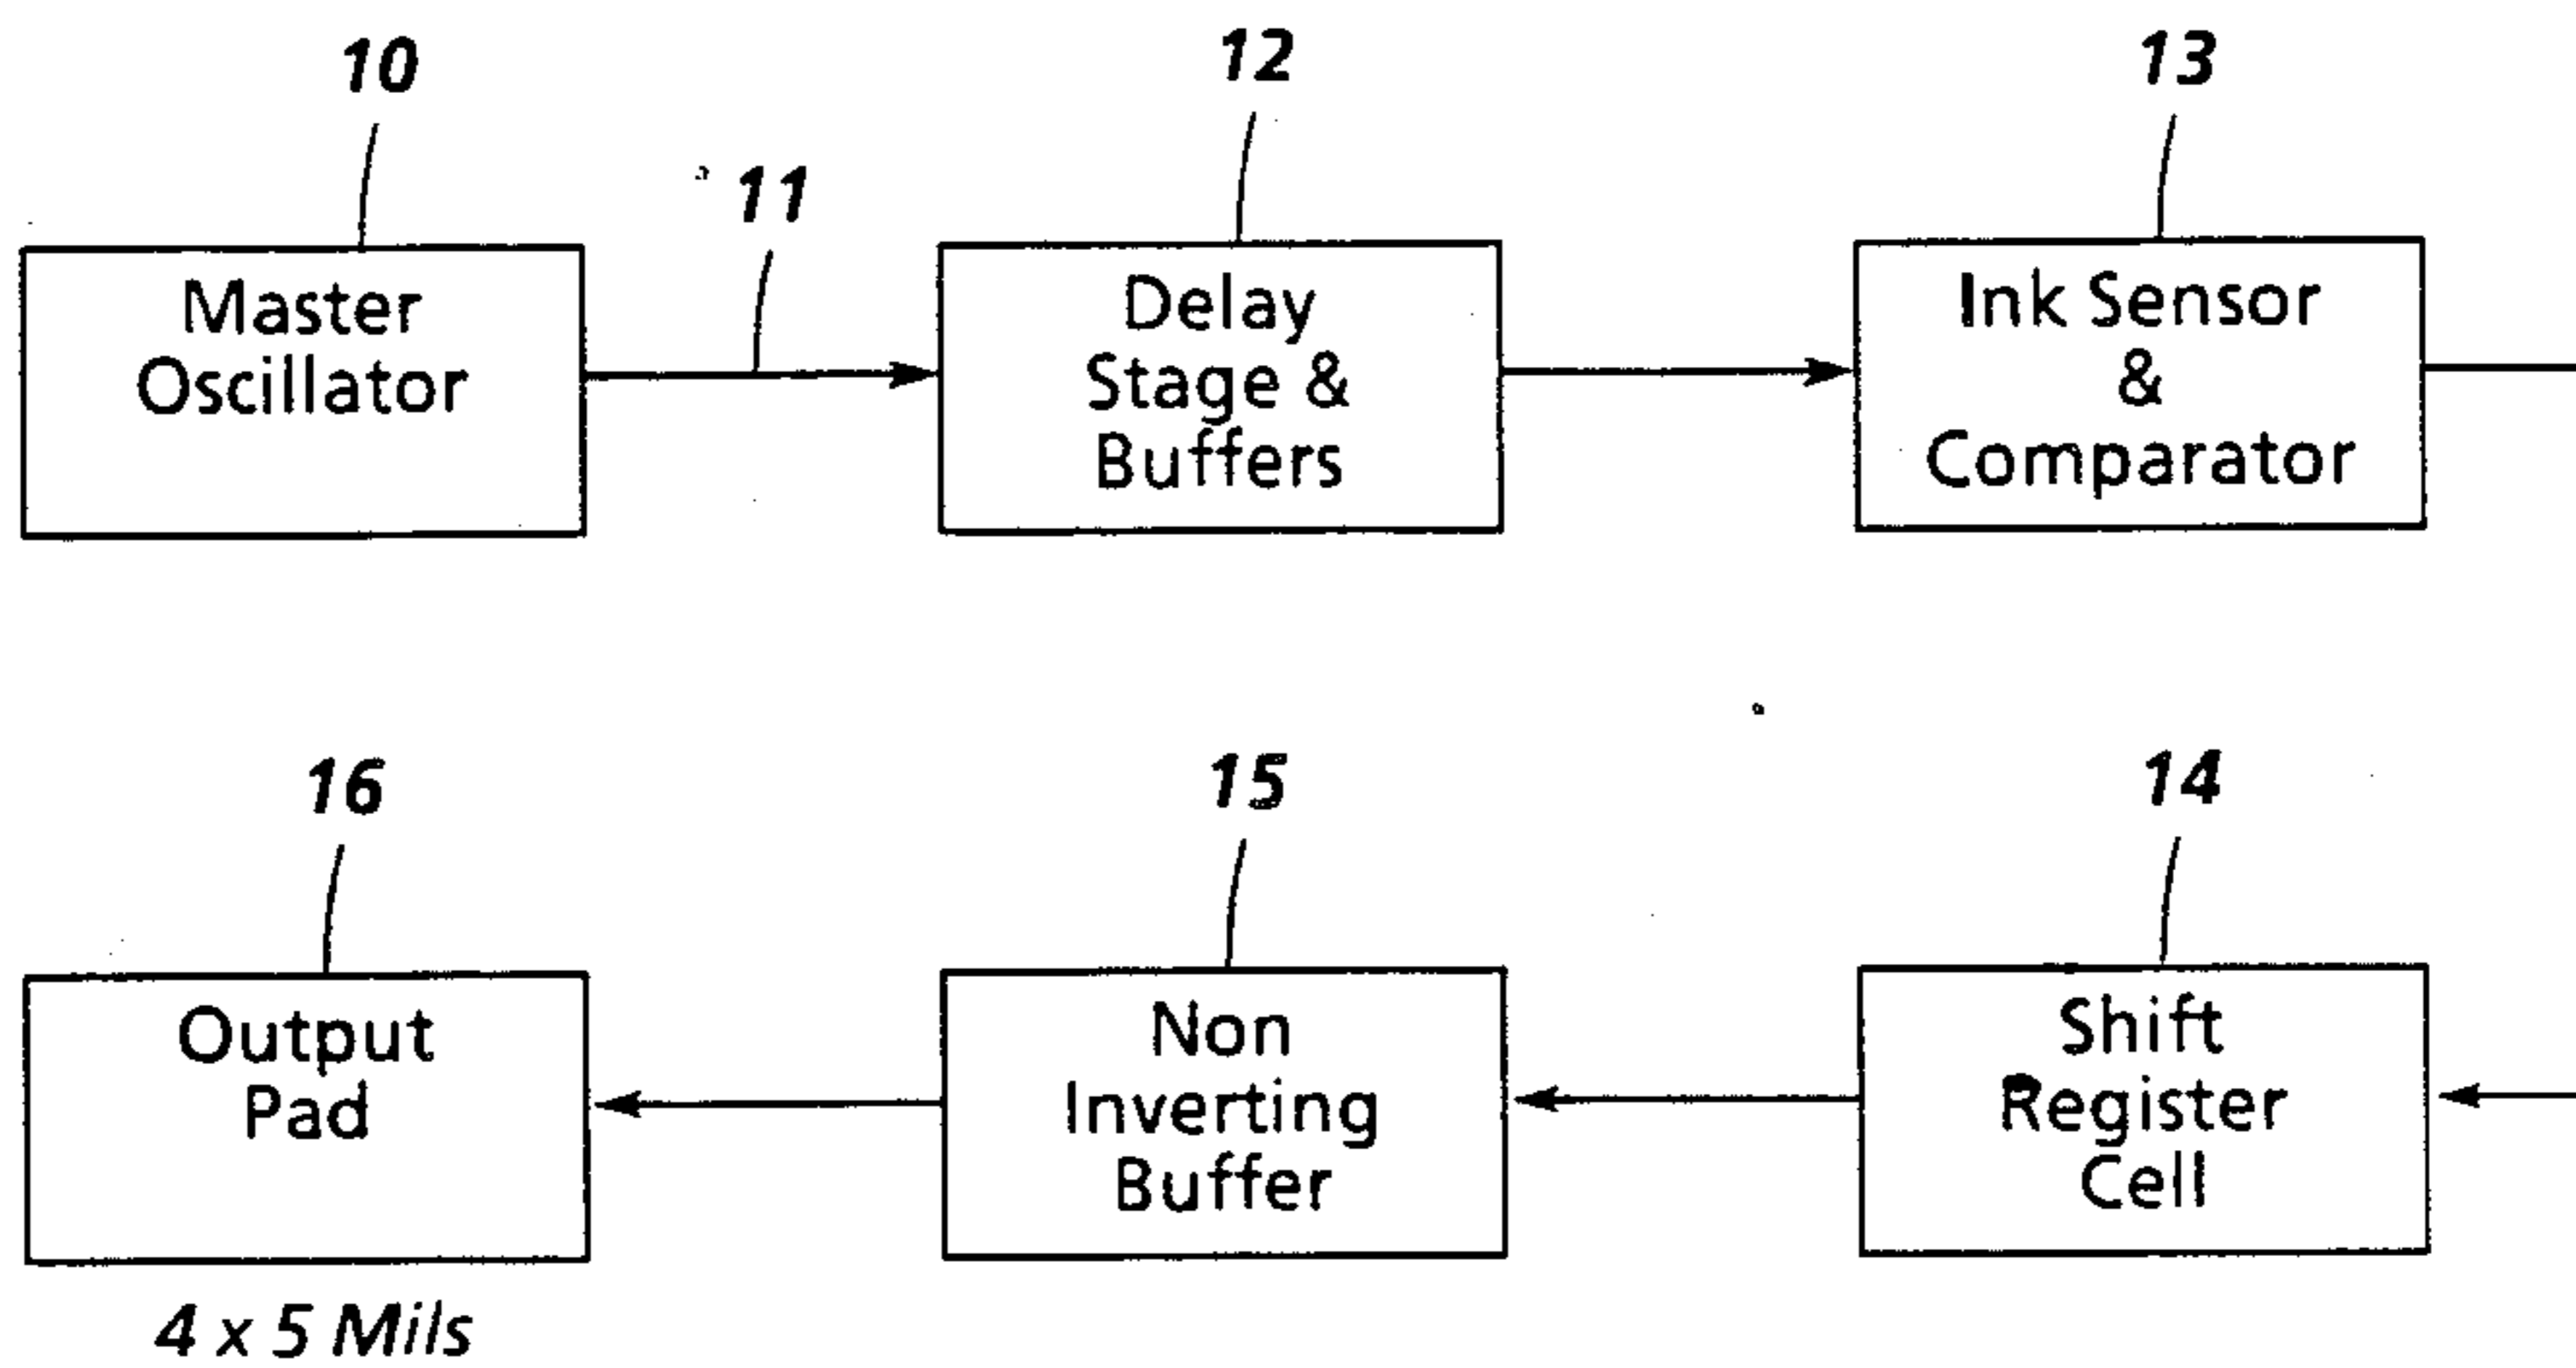 10
11
12
13
Master
Oscillator
Delay
Stage &
Buffers
Ink Sensor
&
Comparator
16
15
14
Output
Pad
Non
Inverting
Buffer
Shift
Register
Cell
4 x 5 Mils